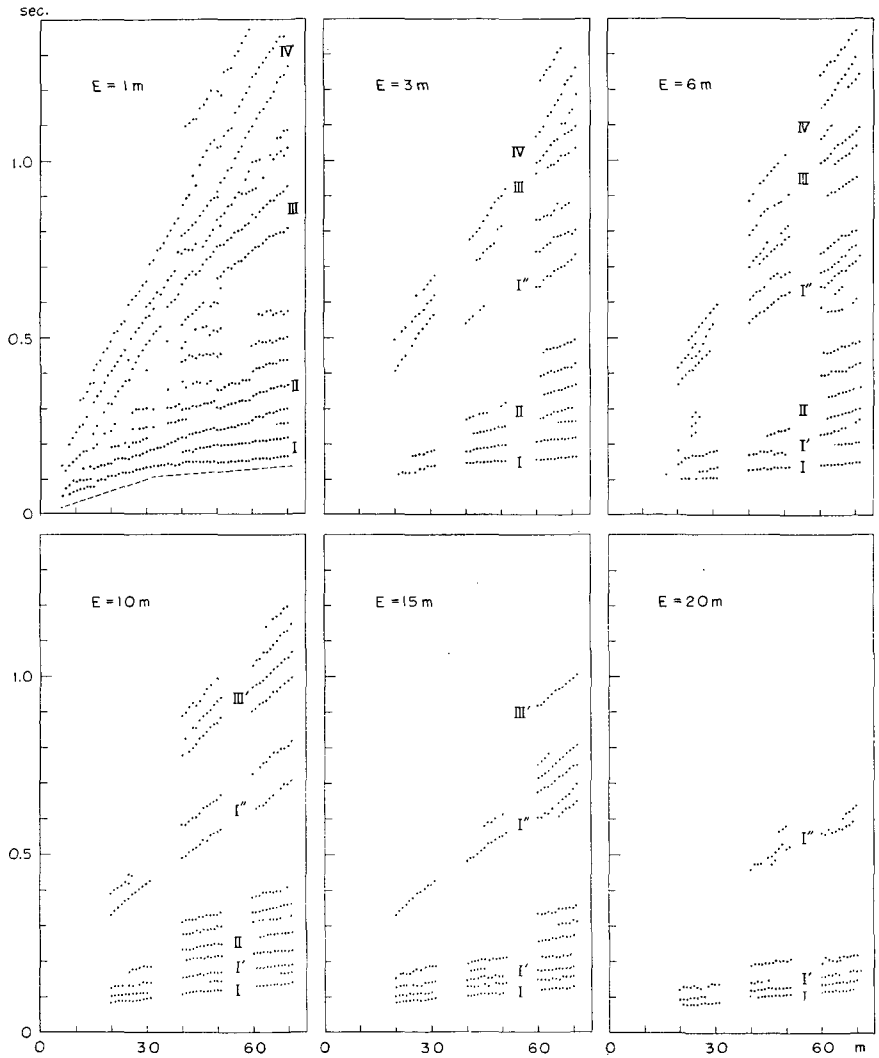 sec.
E = 1 m
E = 3 m
E = 6 m
IV
III
II
I
IV
III
I″
II
I
IV
III
I″
II
I′
I
1.0
0.5
0
E = 10 m
E = 15 m
E = 20 m
III′
I″
II
I′
I
III′
I″
I′
I
I″
I′
I
1.0
0.5
0
0 30 60 0 30 60 0 30 60 m